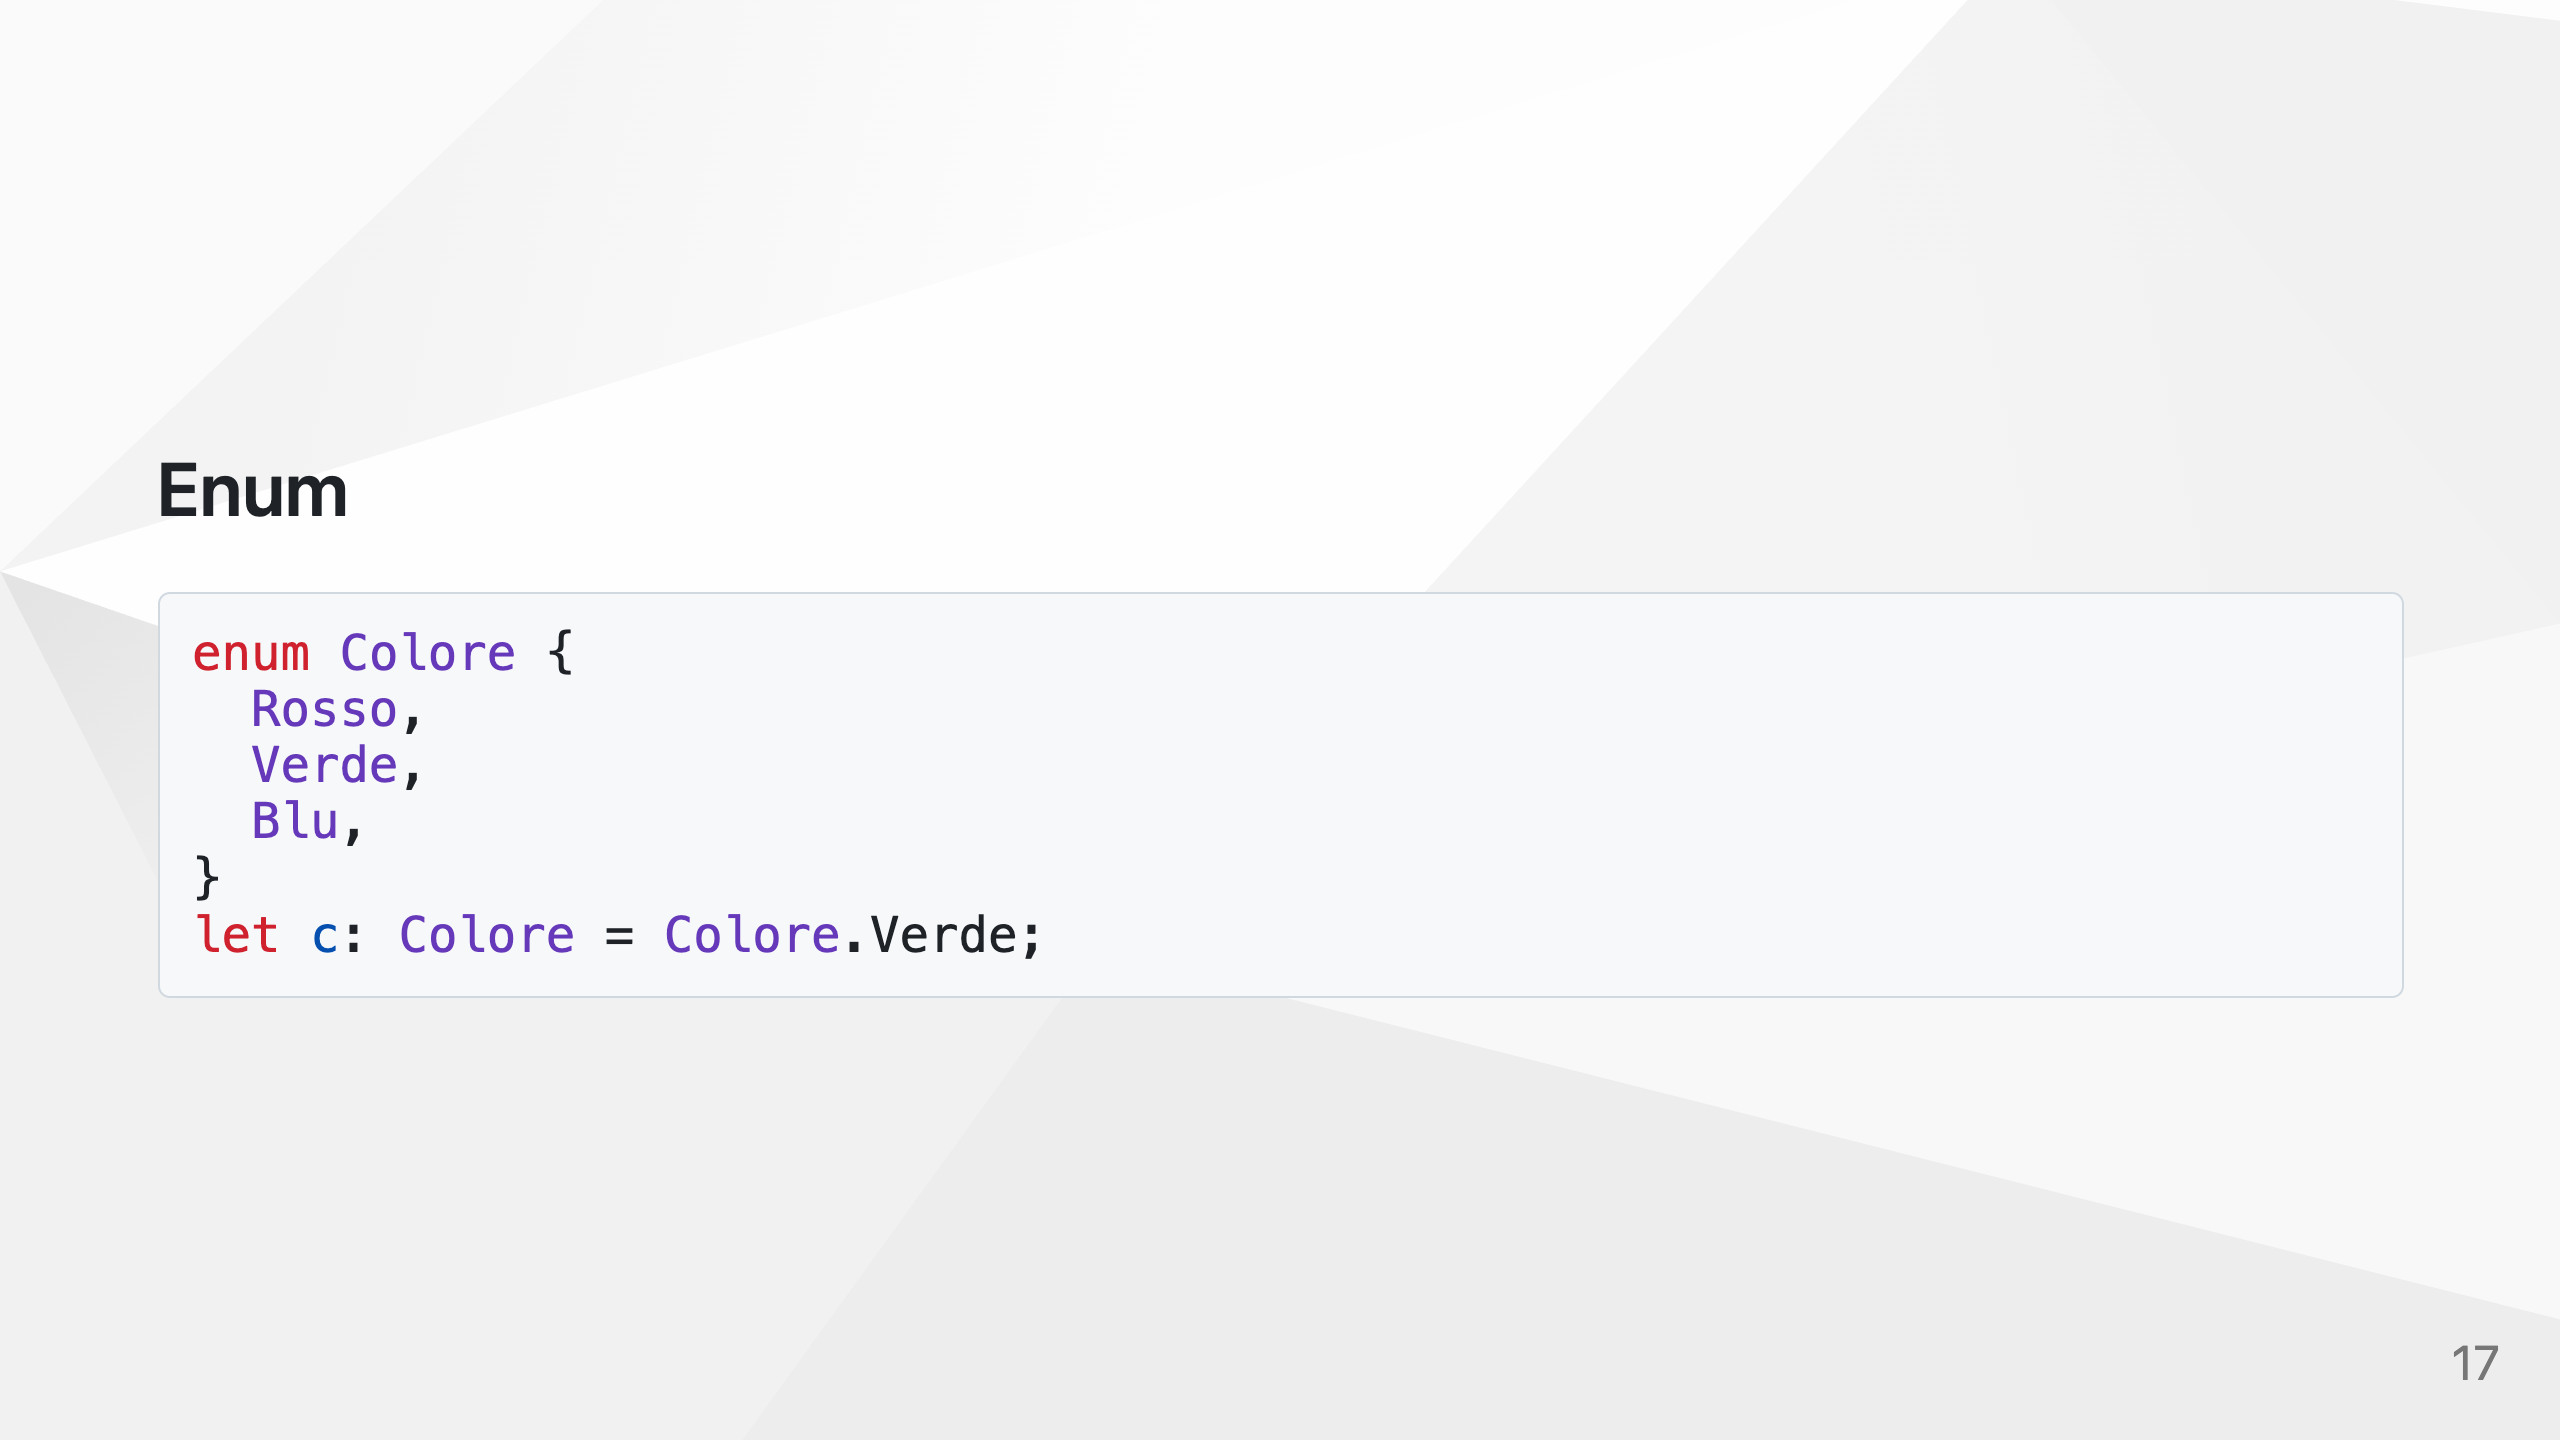 Enum
enum Colore {
  Rosso,
  Verde,
  Blu,
}
let c: Colore = Colore.Verde;
17